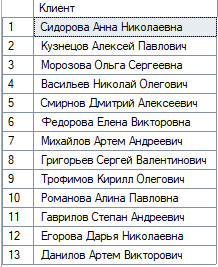 Клиент
1 Сидорова Анна Николаевна
2 Кузнецов Алексей Павлович
3 Морозова Ольга Сергеевна
4 Васильев Николай Олегович
5 Смирнов Дмитрий Алексеевич
6 Федорова Елена Викторовна
7 Михайлов Артем Андреевич
8 Григорьев Сергей Валентинович
9 Трофимов Кирилл Олегович
10 Романова Алина Павловна
11 Гаврилов Степан Андреевич
12 Егорова Дарья Николаевна
13 Данилов Артем Викторович